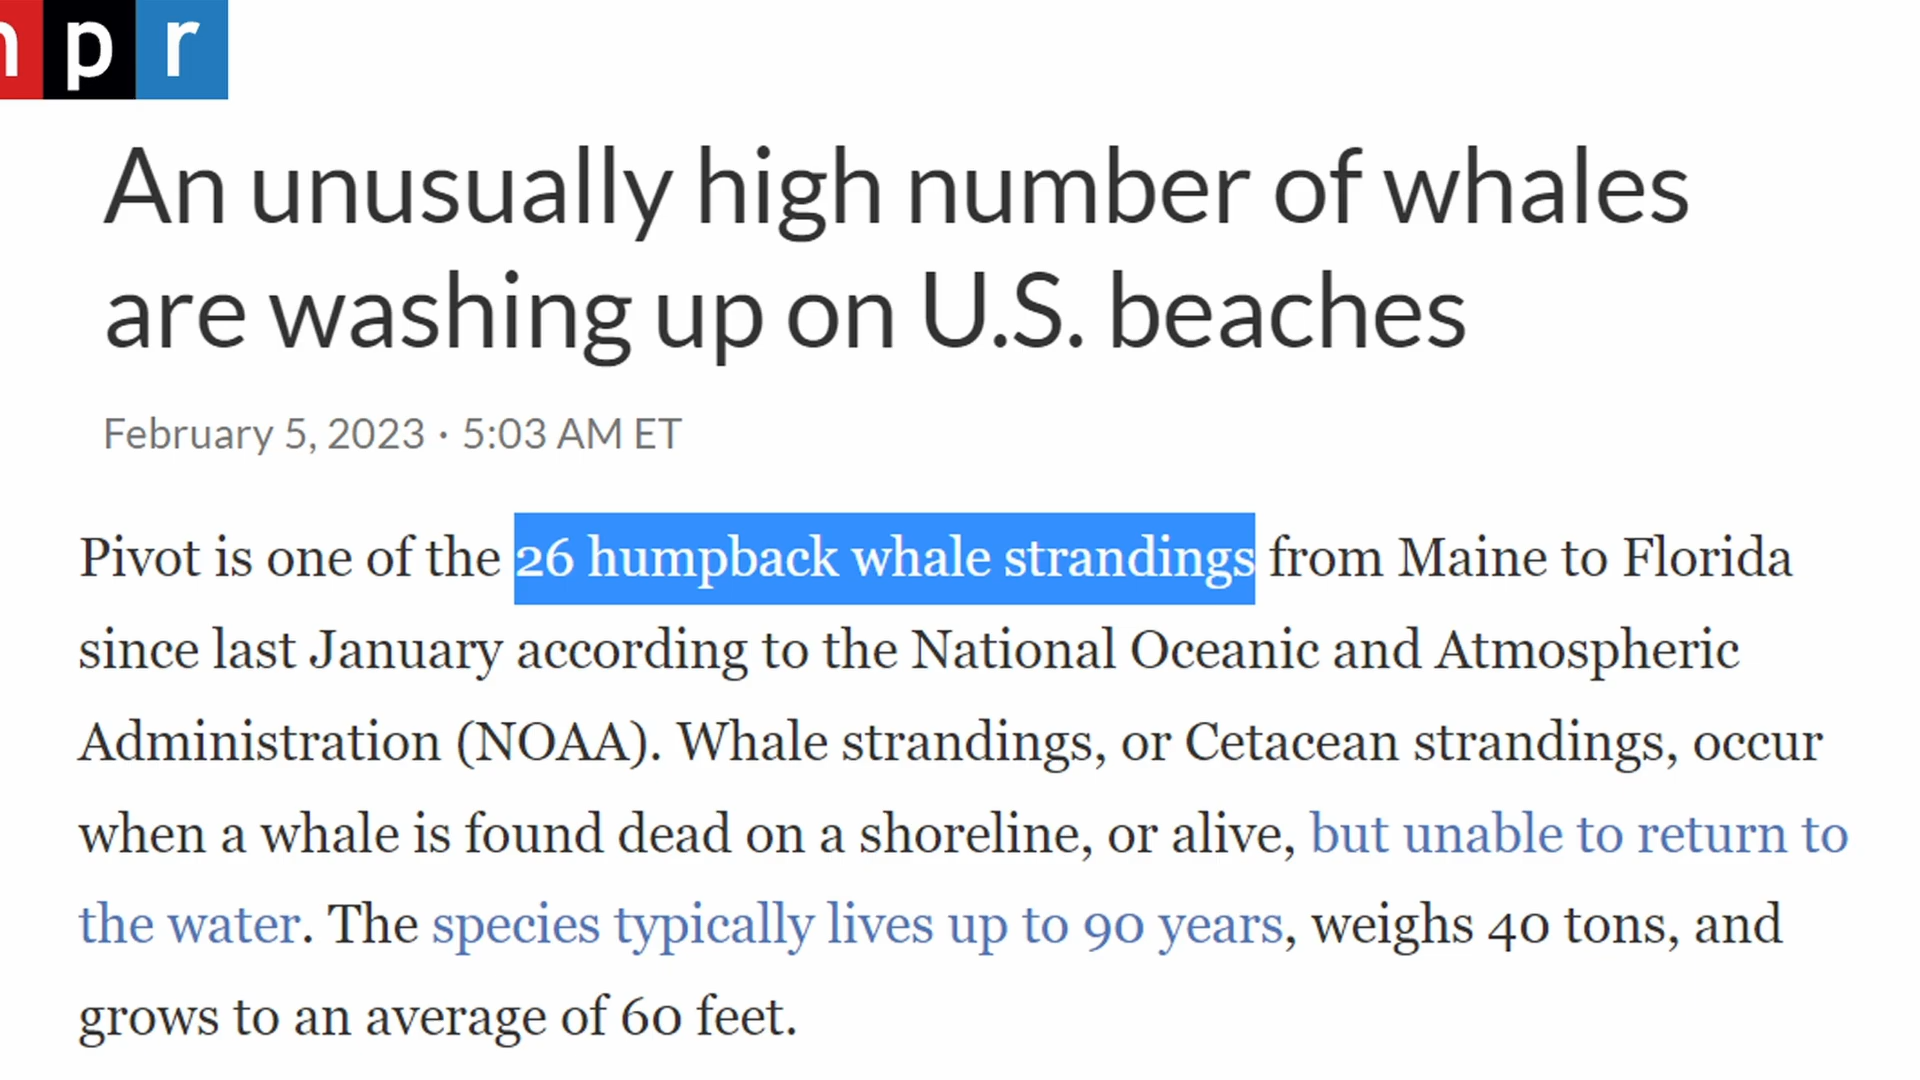 npr
An unusually high number of whales
are washing up on U.S. beaches
February 5, 2023 · 5:03 AM ET
Pivot is one of the 26 humpback whale strandings from Maine to Florida
since last January according to the National Oceanic and Atmospheric
Administration (NOAA). Whale strandings, or Cetacean strandings, occur
when a whale is found dead on a shoreline, or alive, but unable to return to
the water. The species typically lives up to 90 years, weighs 40 tons, and
grows to an average of 60 feet.